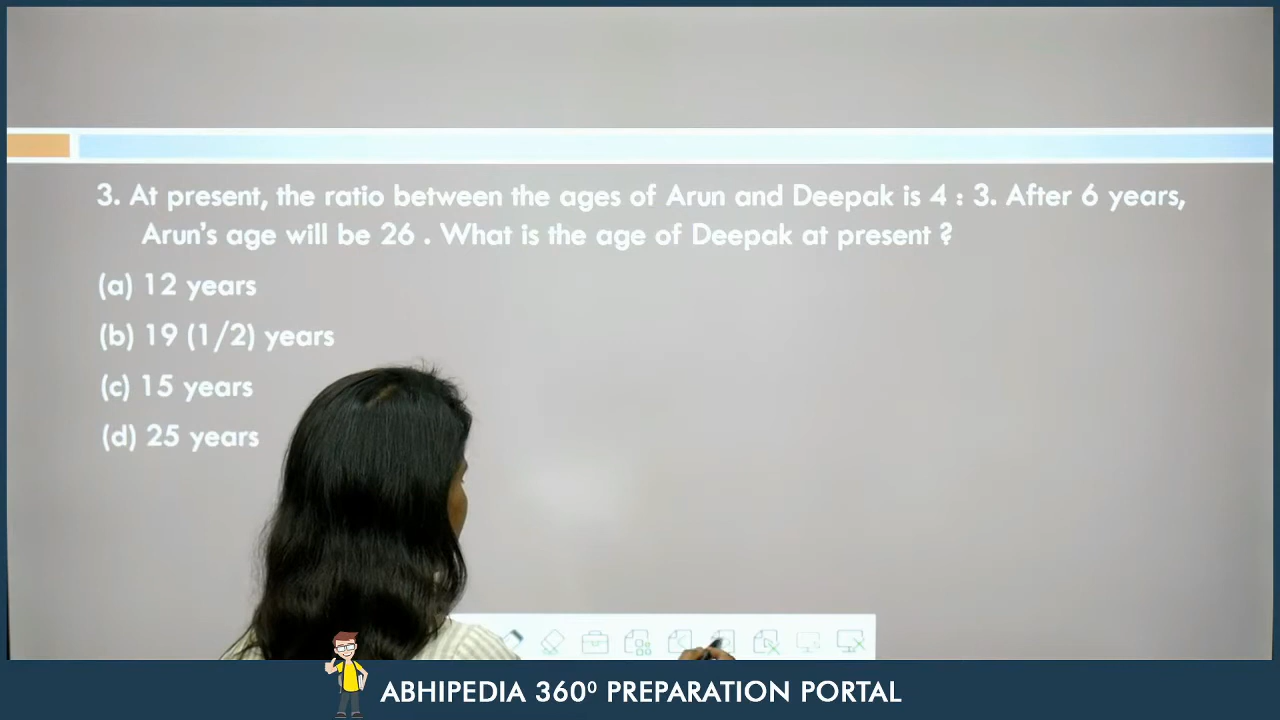 3. At present, the ratio between the ages of Arun and Deepak is 4 : 3. After 6 years,
Arun's age will be 26 . What is the age of Deepak at present ?
(a) 12 years
(b) 19 (1/2) years
(c) 15 years
(d) 25 years
ABHIPEDIA 360⁰ PREPARATION PORTAL